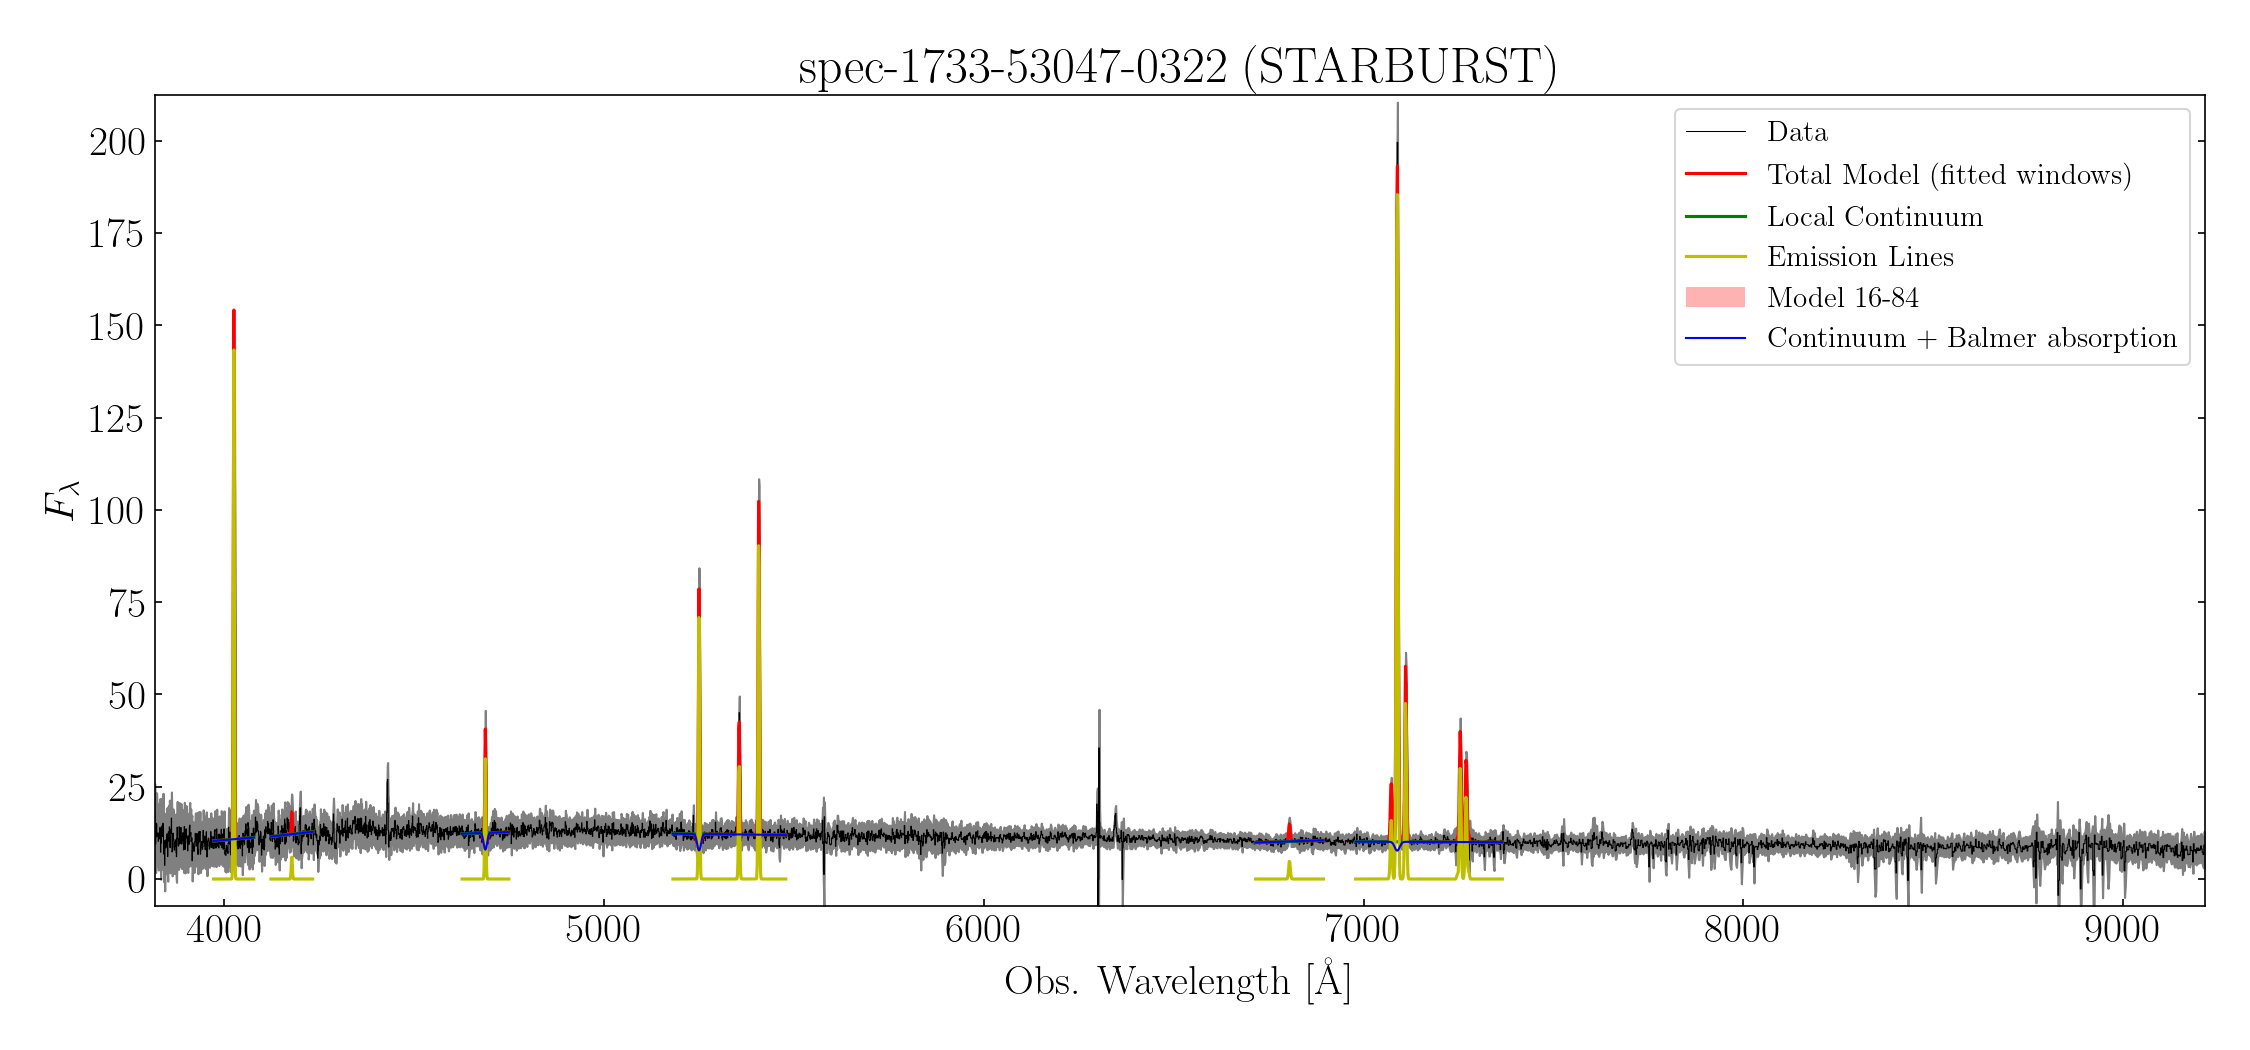 spec-1733-53047-0322 (STARBURST)
Data
Total Model (fitted windows)
Local Continuum
Emission Lines
Model 16-84
Continuum + Balmer absorption
200
175
150
125
100
75
50
25
0
Fλ
4000 5000 6000 7000 8000 9000
Obs. Wavelength [Å]